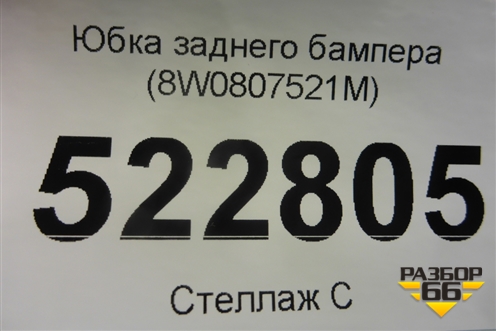 Юбка заднего бампера
(8W0807521M)
522805
Стеллаж С
РАЗБОР
66